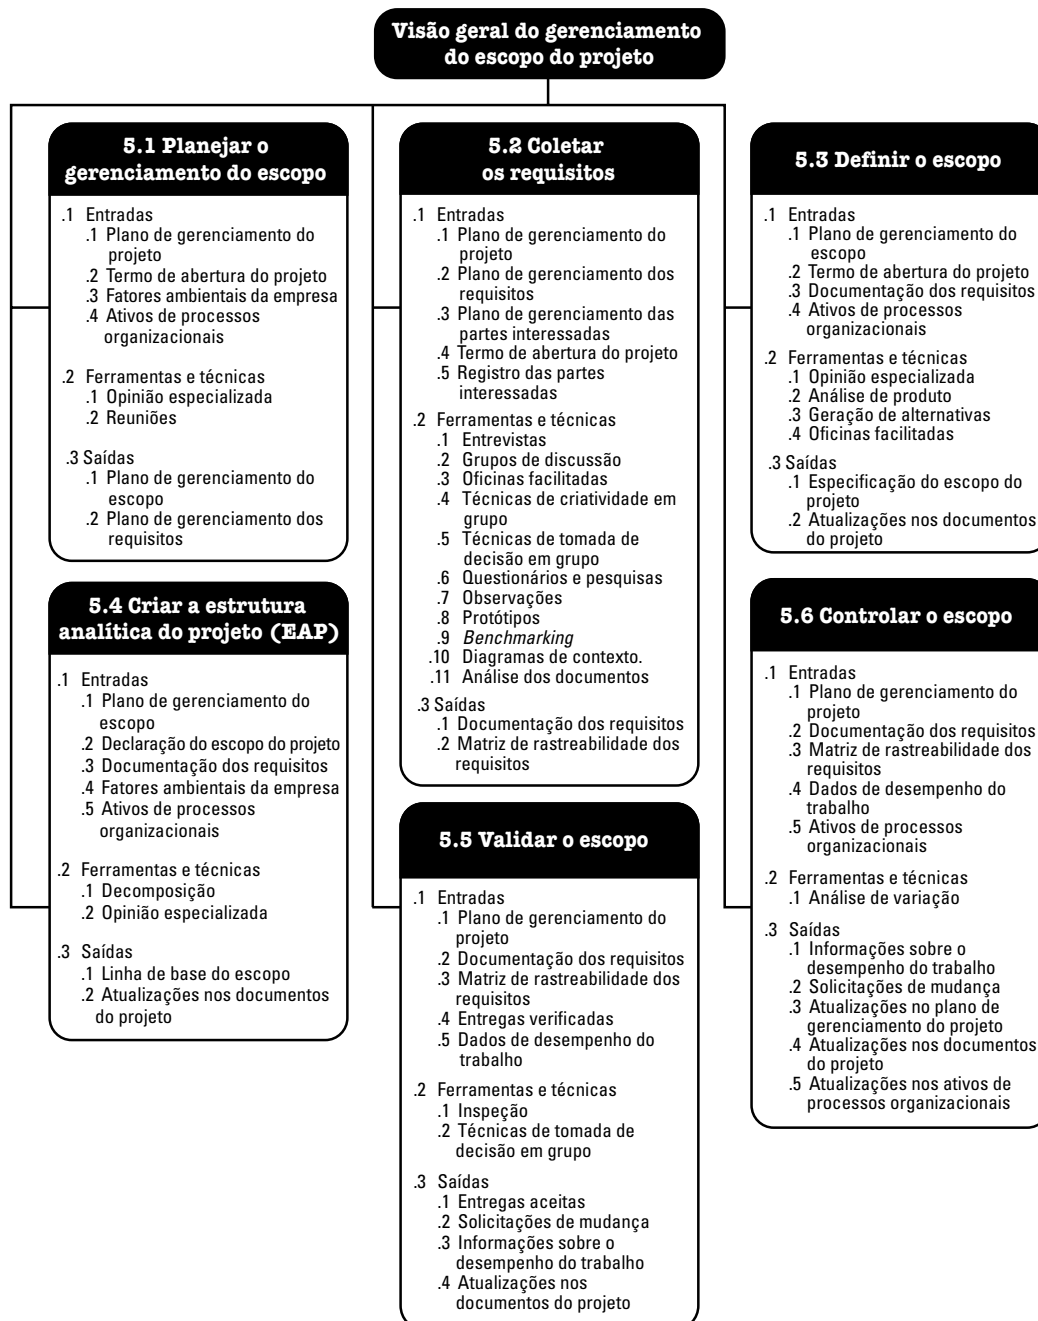 Visão geral do gerenciamento
do escopo do projeto
5.1 Planejar o
gerenciamento do escopo
.1 Entradas
.1 Plano de gerenciamento do
projeto
.2 Termo de abertura do projeto
.3 Fatores ambientais da empresa
.4 Ativos de processos
organizacionais
.2 Ferramentas e técnicas
.1 Opinião especializada
.2 Reuniões
.3 Saídas
.1 Plano de gerenciamento do
escopo
.2 Plano de gerenciamento dos
requisitos
5.2 Coletar
os requisitos
.1 Entradas
.1 Plano de gerenciamento do
projeto
.2 Plano de gerenciamento dos
requisitos
.3 Plano de gerenciamento das
partes interessadas
.4 Termo de abertura do projeto
.5 Registro das partes
interessadas
.2 Ferramentas e técnicas
.1 Entrevistas
.2 Grupos de discussão
.3 Oficinas facilitadas
.4 Técnicas de criatividade em
grupo
.5 Técnicas de tomada de
decisão em grupo
.6 Questionários e pesquisas
.7 Observações
.8 Protótipos
.9 Benchmarking
.10 Diagramas de contexto.
.11 Análise dos documentos
.3 Saídas
.1 Documentação dos requisitos
.2 Matriz de rastreabilidade dos
requisitos
5.3 Definir o escopo
.1 Entradas
.1 Plano de gerenciamento do
escopo
.2 Termo de abertura do projeto
.3 Documentação dos requisitos
.4 Ativos de processos
organizacionais
.2 Ferramentas e técnicas
.1 Opinião especializada
.2 Análise de produto
.3 Geração de alternativas
.4 Oficinas facilitadas
.3 Saídas
.1 Especificação do escopo do
projeto
.2 Atualizações nos documentos
do projeto
5.4 Criar a estrutura
analítica do projeto (EAP)
.1 Entradas
.1 Plano de gerenciamento do
escopo
.2 Declaração do escopo do projeto
.3 Documentação dos requisitos
.4 Fatores ambientais da empresa
.5 Ativos de processos
organizacionais
.2 Ferramentas e técnicas
.1 Decomposição
.2 Opinião especializada
.3 Saídas
.1 Linha de base do escopo
.2 Atualizações nos documentos
do projeto
5.5 Validar o escopo
.1 Entradas
.1 Plano de gerenciamento do
projeto
.2 Documentação dos requisitos
.3 Matriz de rastreabilidade dos
requisitos
.4 Entregas verificadas
.5 Dados de desempenho do
trabalho
.2 Ferramentas e técnicas
.1 Inspeção
.2 Técnicas de tomada de
decisão em grupo
.3 Saídas
.1 Entregas aceitas
.2 Solicitações de mudança
.3 Informações sobre o
desempenho do trabalho
.4 Atualizações nos
documentos do projeto
5.6 Controlar o escopo
.1 Entradas
.1 Plano de gerenciamento do
projeto
.2 Documentação dos requisitos
.3 Matriz de rastreabilidade dos
requisitos
.4 Dados de desempenho do
trabalho
.5 Ativos de processos
organizacionais
.2 Ferramentas e técnicas
.1 Análise de variação
.3 Saídas
.1 Informações sobre o
desempenho do trabalho
.2 Solicitações de mudança
.3 Atualizações no plano de
gerenciamento do projeto
.4 Atualizações nos documentos
do projeto
.5 Atualizações nos ativos de
processos organizacionais